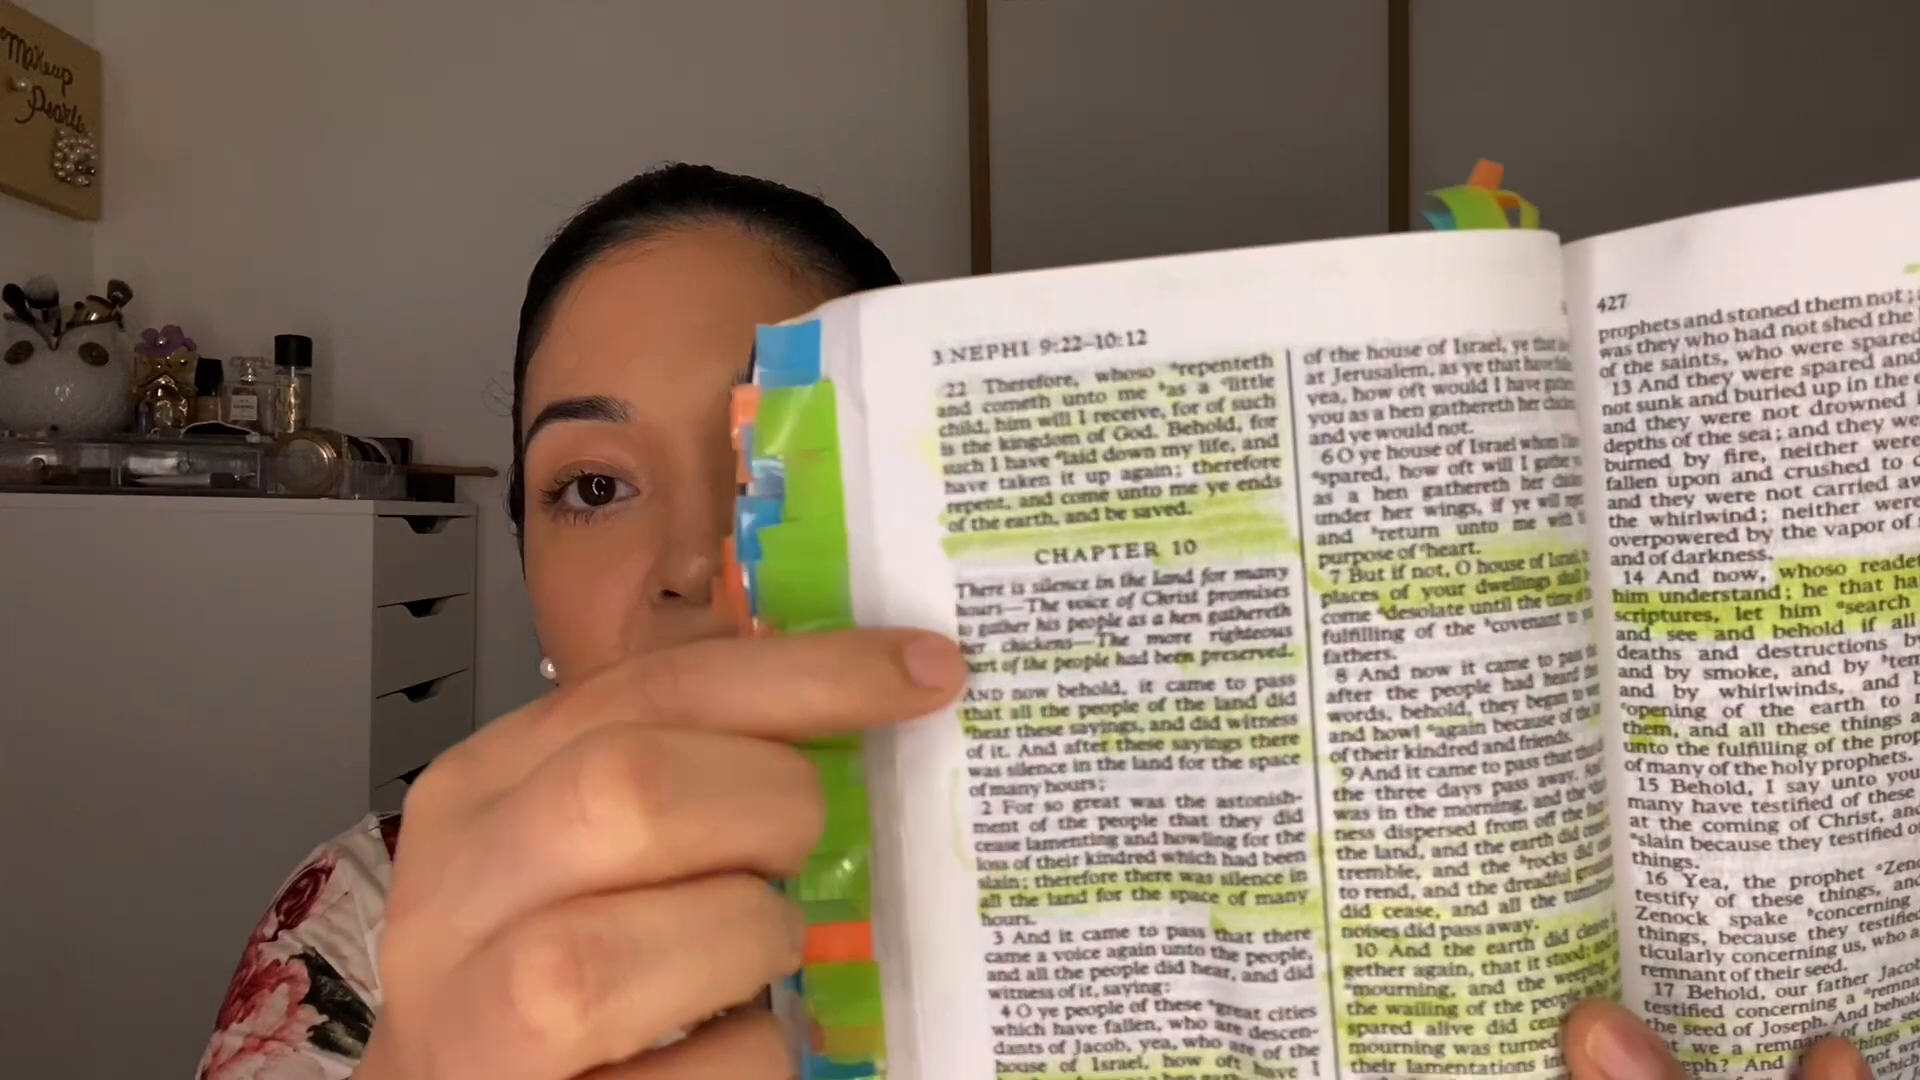 Makeup
Pearls
3 NEPHI 9:22–10:12
22 Therefore, whoso ᵃrepenteth
and cometh unto me ᵇas a ᶜlittle
child, him will I receive, for of such
is the kingdom of God. Behold, for
such I have ᵈlaid down my life, and
have taken it up again; therefore
repent, and come unto me ye ends
of the earth, and be saved.
CHAPTER 10
There is silence in the land for many
hours—The voice of Christ promises
to gather his people as a hen gathereth
her chickens—The more righteous
part of the people had been preserved.
AND now behold, it came to pass
that all the people of the land did
ᵃhear these sayings, and did witness
of it. And after these sayings there
was silence in the land for the space
of many hours;
2 For so great was the astonish-
ment of the people that they did
cease lamenting and howling for the
loss of their kindred which had been
slain; therefore there was silence in
all the land for the space of many
hours.
3 And it came to pass that there
came a voice again unto the people,
and all the people did hear, and did
witness of it, saying:
4 O ye people of these ᵃgreat cities
which have fallen, who are descen-
dants of Jacob, yea, who are of the
house of Israel, how oft have I
of the house of Israel, ye that
at Jerusalem, as ye that have
yea, how oft would I have
you as a hen gathereth her
and ye would not.
6 O ye house of Israel whom I
ᵃspared, how oft will I gather
as a hen gathereth her
under her wings, if ye will
and ᵇreturn unto me with
purpose of ᶜheart.
7 But if not, O house of Israel,
places of your dwellings shall
come ᵃdesolate until the time of
fulfilling of the ᵇcovenant to
fathers.
8 And now it came to pass
after the people had heard
words, behold, they began to
and howl ᵃagain because of the
of their kindred and friends.
9 And it came to pass that
the three days pass away. And
was in the morning, and the
ness dispersed from off the
the land, and the earth did
tremble, and the ᵇrocks did
to rend, and the dreadful
did cease, and all the
noises did pass away.
10 And the earth did cleave
gether again, that it stood; and
ᵃmourning, and the weeping,
the wailing of the people who
spared alive did
mourning was turned
their lamentations
427
prophets and stoned them not;
was they who had not shed the
of the saints, who were spared
13 And they were spared and
not sunk and buried up in the
and they were not drowned
depths of the sea; and they
burned by fire, neither were
fallen upon and crushed to
and they were not carried
the whirlwind; neither were
overpowered by the vapor of
and of darkness.
14 And now, whoso
him understand; he that
scriptures, let him ᵃsearch
and see and behold if all
deaths and destructions
and by smoke, and by
and by whirlwinds, and
ᶜopening of the earth to
them, and all these things
unto the fulfilling of the
of many of the holy prophets.
15 Behold, I say unto you
many have testified of these
at the coming of Christ,
ᵃslain because they testified
things.
16 Yea, the prophet
testify of these things,
Zenock spake ᵇconcerning
things, because they testified
ticularly concerning us, who
remnant of their seed.
17 Behold, our father Jacob
testified concerning a
the seed of Joseph. And behold
we a
And